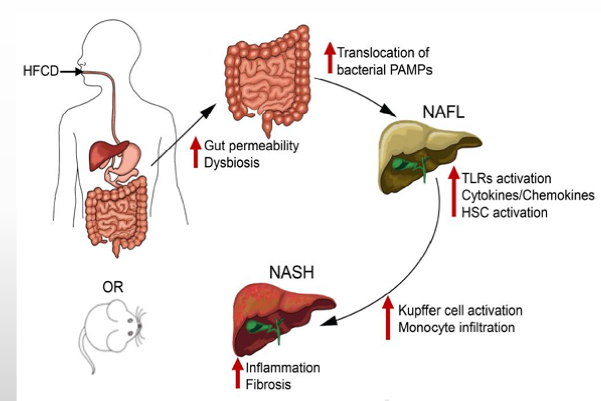 HFCD
Gut permeability
Dysbiosis
Translocation of
bacterial PAMPs
NAFL
TLRs activation
Cytokines/Chemokines
HSC activation
OR
NASH
Kupffer cell activation
Monocyte infiltration
Inflammation
Fibrosis